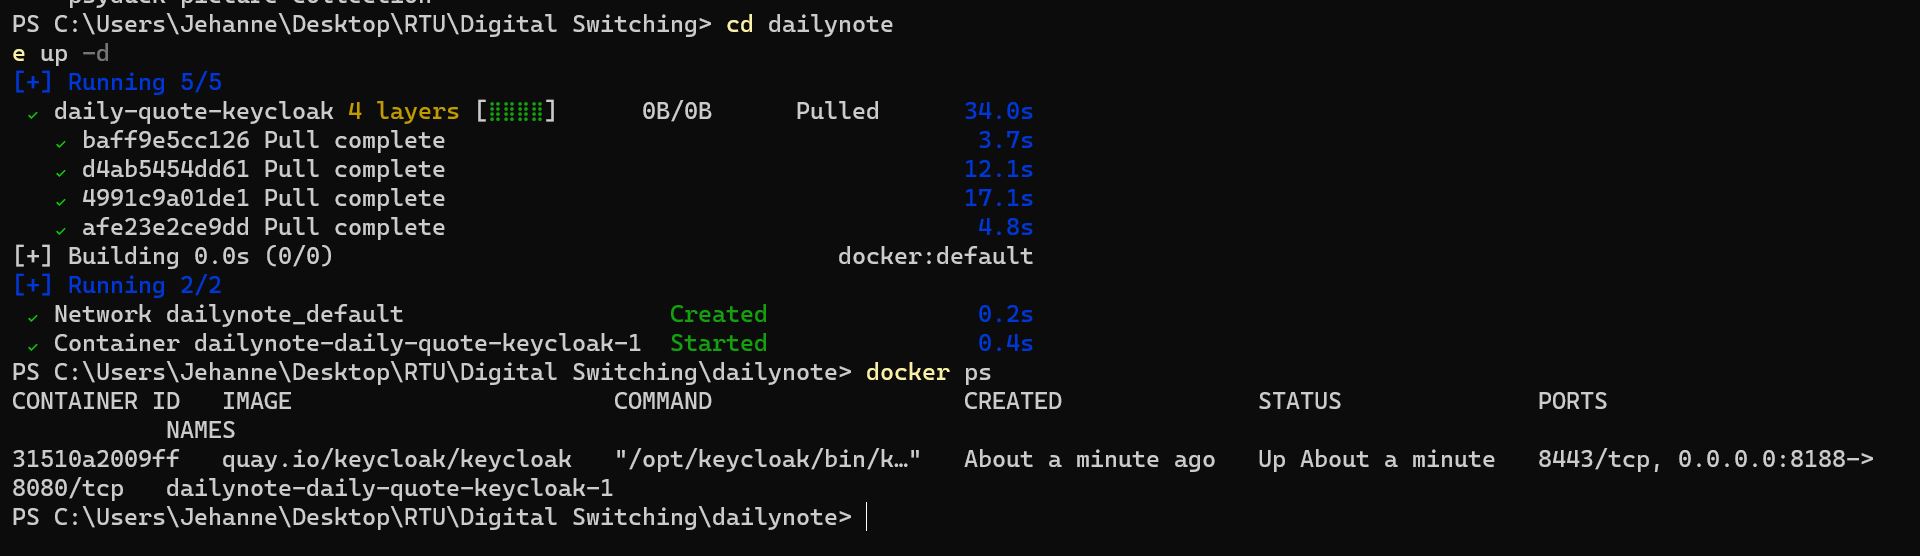 psyduck picture collection
PS C:\Users\Jehanne\Desktop\RTU\Digital Switching> cd dailynote
e up -d
[+] Running 5/5
 ✓ daily-quote-keycloak 4 layers [⣿⣿⣿⣿]      0B/0B      Pulled      34.0s
   ✓ baff9e5cc126 Pull complete      3.7s
   ✓ d4ab5454dd61 Pull complete      12.1s
   ✓ 4991c9a01de1 Pull complete      17.1s
   ✓ afe23e2ce9dd Pull complete      4.8s
[+] Building 0.0s (0/0)      docker:default
[+] Running 2/2
 ✓ Network dailynote_default      Created      0.2s
 ✓ Container dailynote-daily-quote-keycloak-1  Started      0.4s
PS C:\Users\Jehanne\Desktop\RTU\Digital Switching\dailynote> docker ps
CONTAINER ID   IMAGE      COMMAND      CREATED      STATUS      PORTS
           NAMES
31510a2009ff   quay.io/keycloak/keycloak   "/opt/keycloak/bin/k…"   About a minute ago   Up About a minute   8443/tcp, 0.0.0.0:8188->
8080/tcp   dailynote-daily-quote-keycloak-1
PS C:\Users\Jehanne\Desktop\RTU\Digital Switching\dailynote>